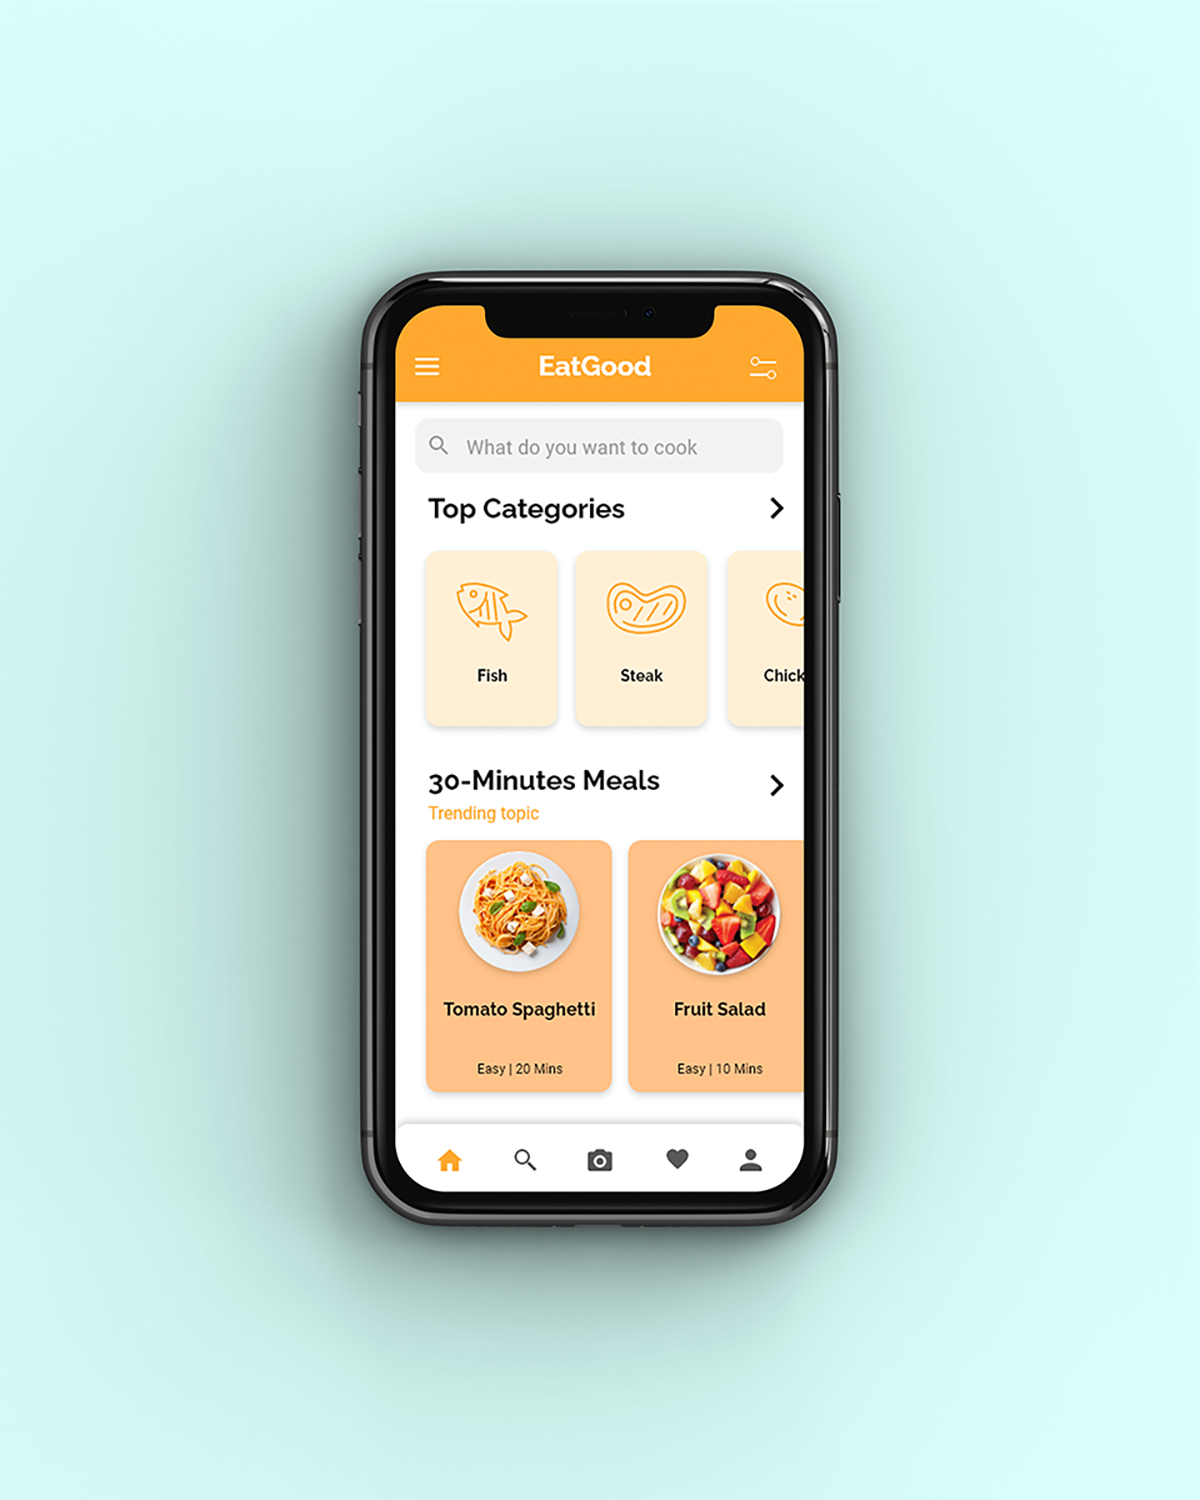 EatGood
What do you want to cook
Top Categories
Fish
Steak
Chick
30-Minutes Meals
Trending topic
Tomato Spaghetti
Fruit Salad
Easy | 20 Mins
Easy | 10 Mins